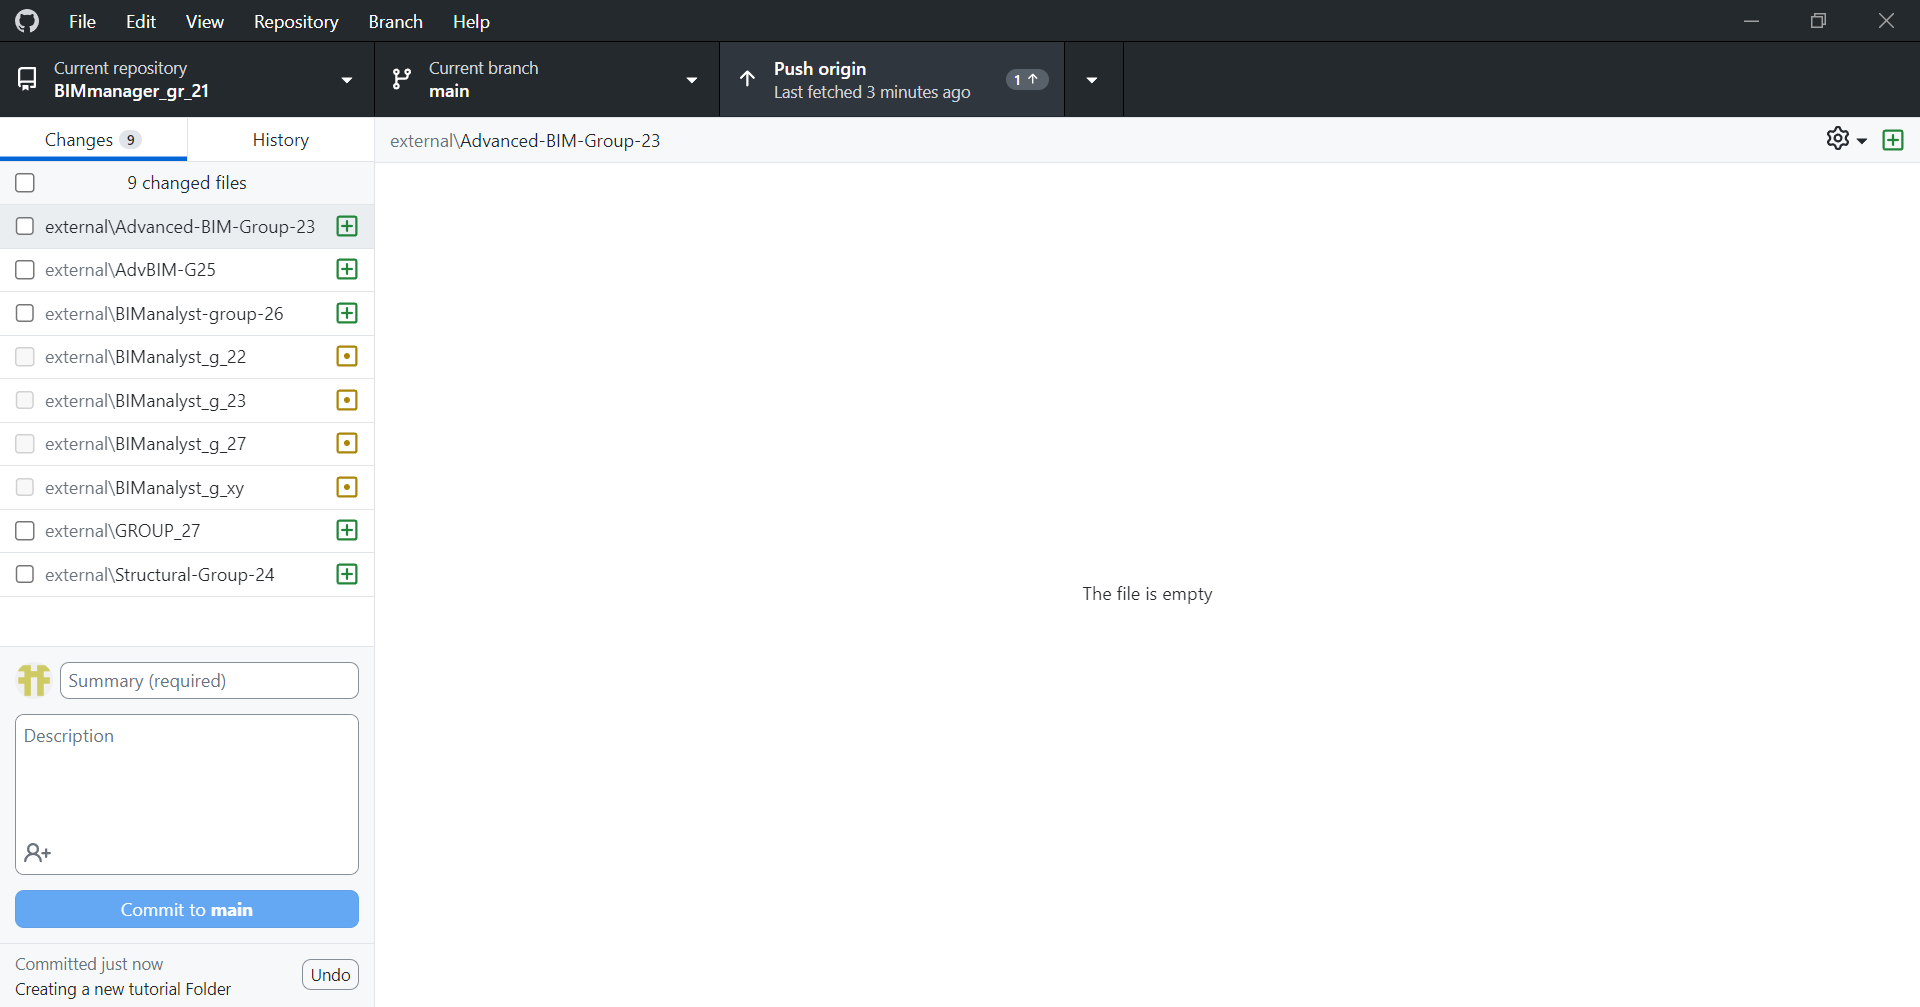 File Edit View Repository Branch Help
Current repository
BIMmanager_gr_21
Current branch
main
Push origin
Last fetched 3 minutes ago
1
Changes 9
History
external\Advanced-BIM-Group-23
9 changed files
external\Advanced-BIM-Group-23
external\AdvBIM-G25
external\BIManalyst-group-26
external\BIManalyst_g_22
external\BIManalyst_g_23
external\BIManalyst_g_27
external\BIManalyst_g_xy
external\GROUP_27
external\Structural-Group-24
The file is empty
Summary (required)
Description
Commit to main
Committed just now
Creating a new tutorial Folder
Undo